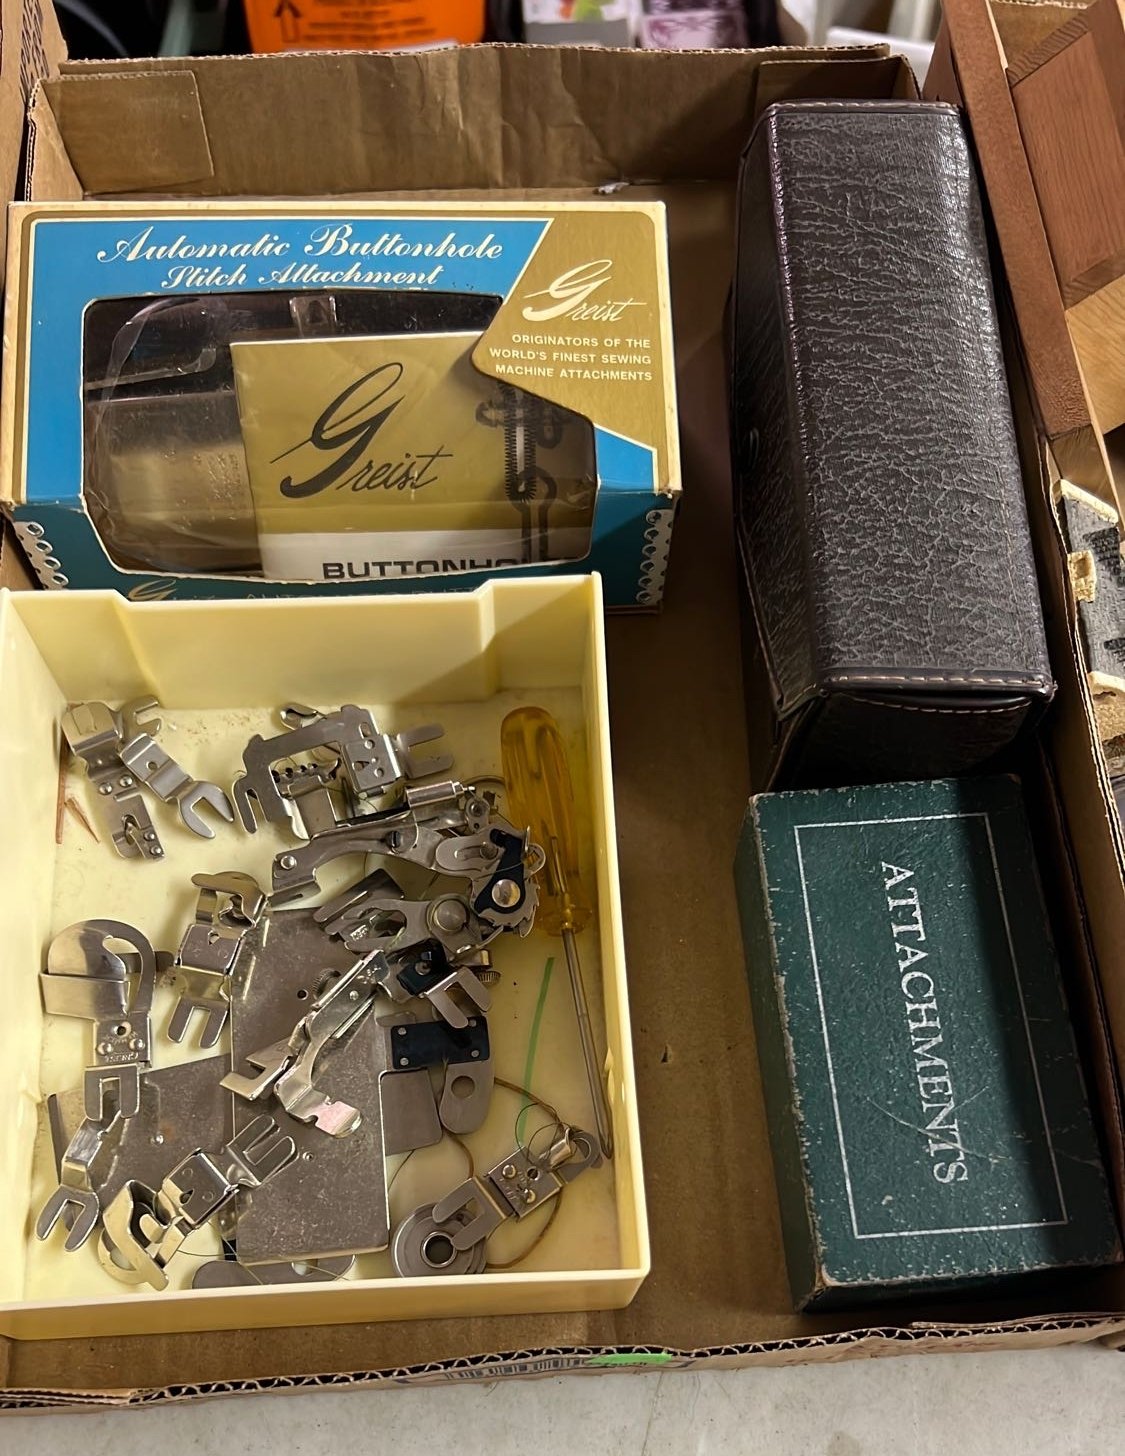 Automatic Buttonhole
Stitch Attachment
Greist
ORIGINATORS OF THE
WORLD'S FINEST SEWING
MACHINE ATTACHMENTS
Greist
BUTTONHO
ATTACHMENTS